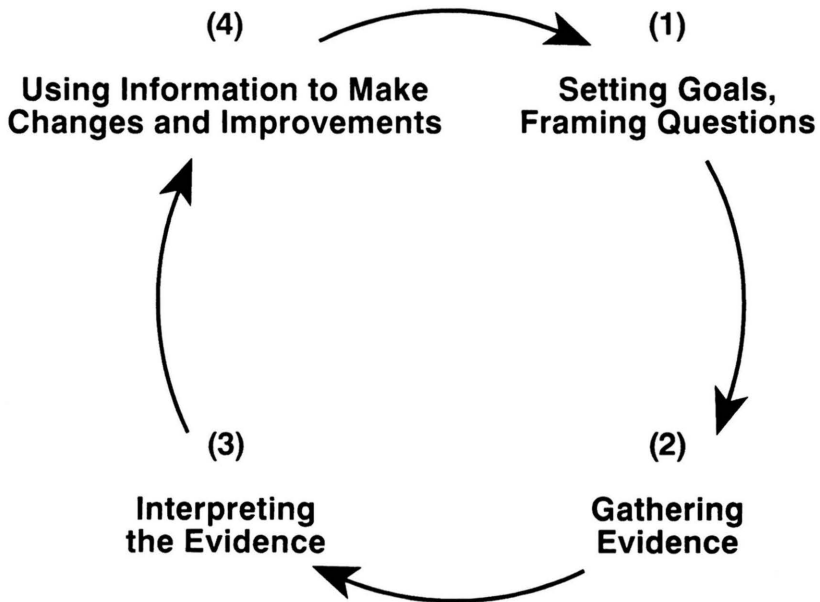 (1)
Setting Goals,
Framing Questions
(2)
Gathering
Evidence
(3)
Interpreting
the Evidence
(4)
Using Information to Make
Changes and Improvements